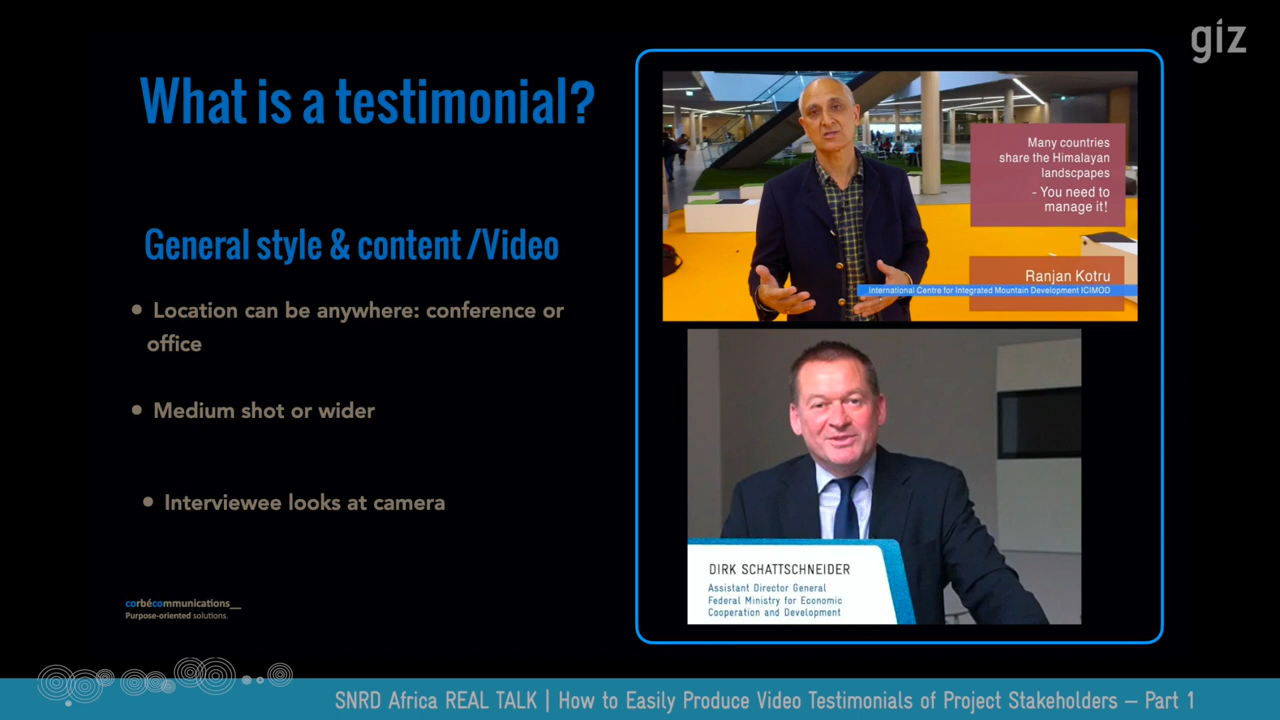 giz
What is a testimonial?
General style & content /Video
• Location can be anywhere: conference or
office
• Medium shot or wider
• Interviewee looks at camera
corbécommunications__
Purpose-oriented solutions.
Many countries
share the Himalayan
landscpapes
- You need to
manage it!
Ranjan Kotru
International Centre for Integrated Mountain Development ICIMOD
DIRK SCHATTSCHNEIDER
Assistant Director General
Federal Ministry for Economic
Cooperation and Development
SNRD Africa REAL TALK | How to Easily Produce Video Testimonials of Project Stakeholders – Part 1